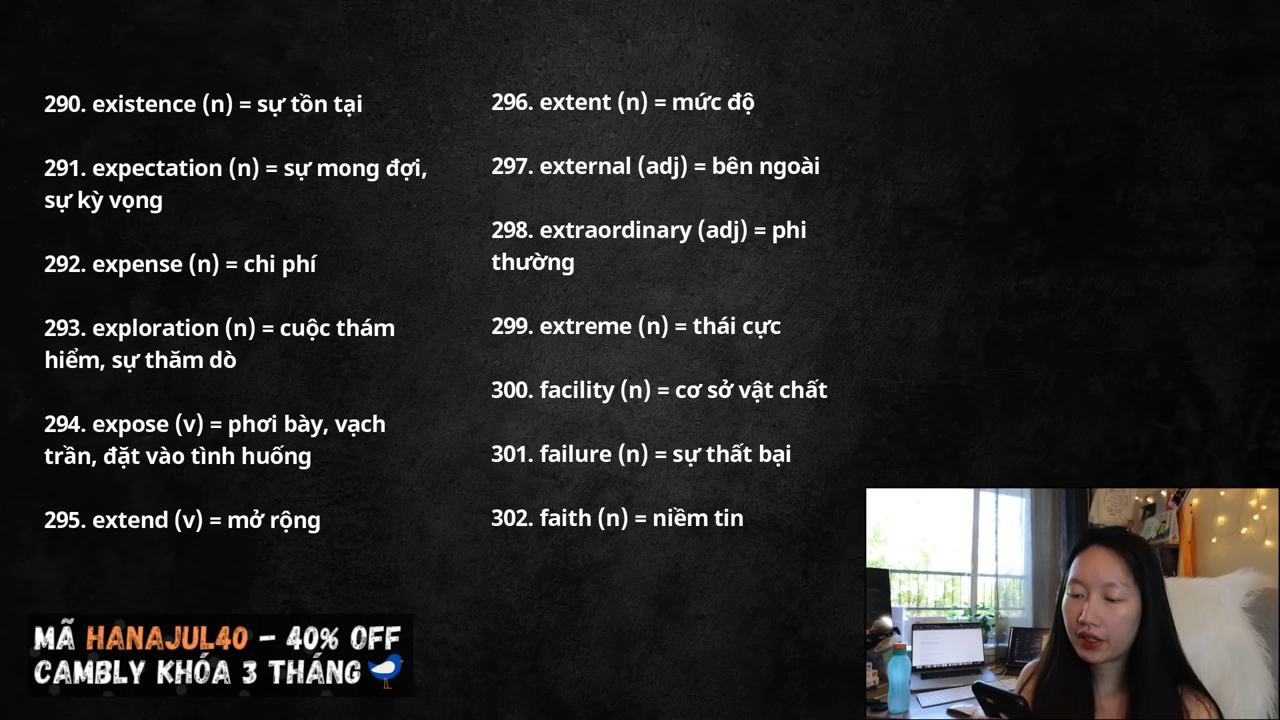 290. existence (n) = sự tồn tại
291. expectation (n) = sự mong đợi,
sự kỳ vọng
292. expense (n) = chi phí
293. exploration (n) = cuộc thám
hiểm, sự thăm dò
294. expose (v) = phơi bày, vạch
trần, đặt vào tình huống
295. extend (v) = mở rộng
296. extent (n) = mức độ
297. external (adj) = bên ngoài
298. extraordinary (adj) = phi
thường
299. extreme (n) = thái cực
300. facility (n) = cơ sở vật chất
301. failure (n) = sự thất bại
302. faith (n) = niềm tin
MÃ HANAJUL40 – 40% OFF
CAMBLY KHÓA 3 THÁNG